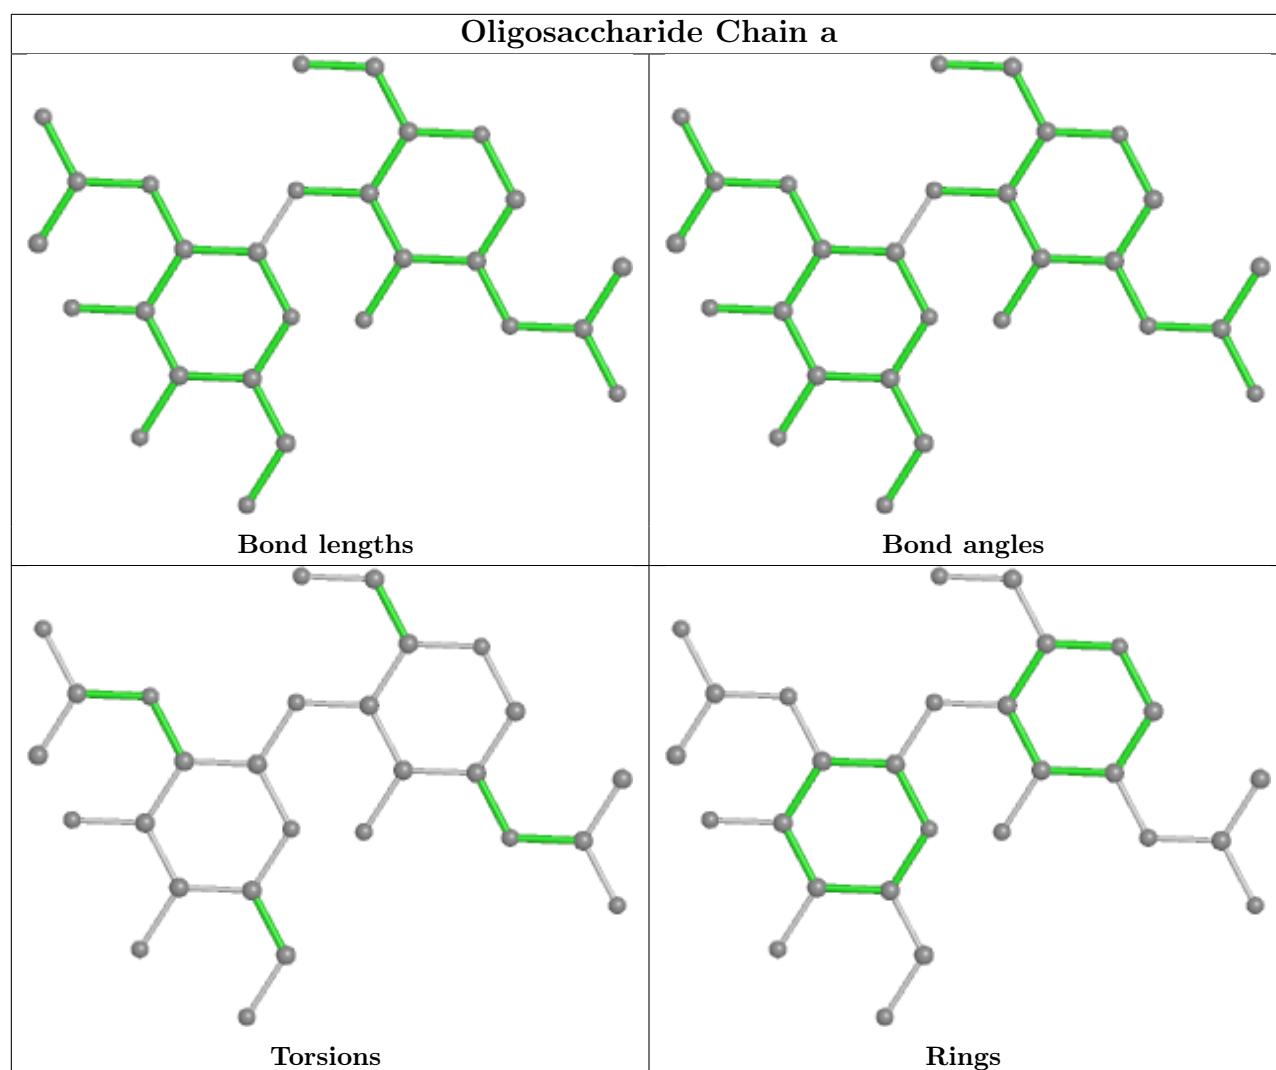 Oligosaccharide Chain a
Bond lengths
Bond angles
Torsions
Rings